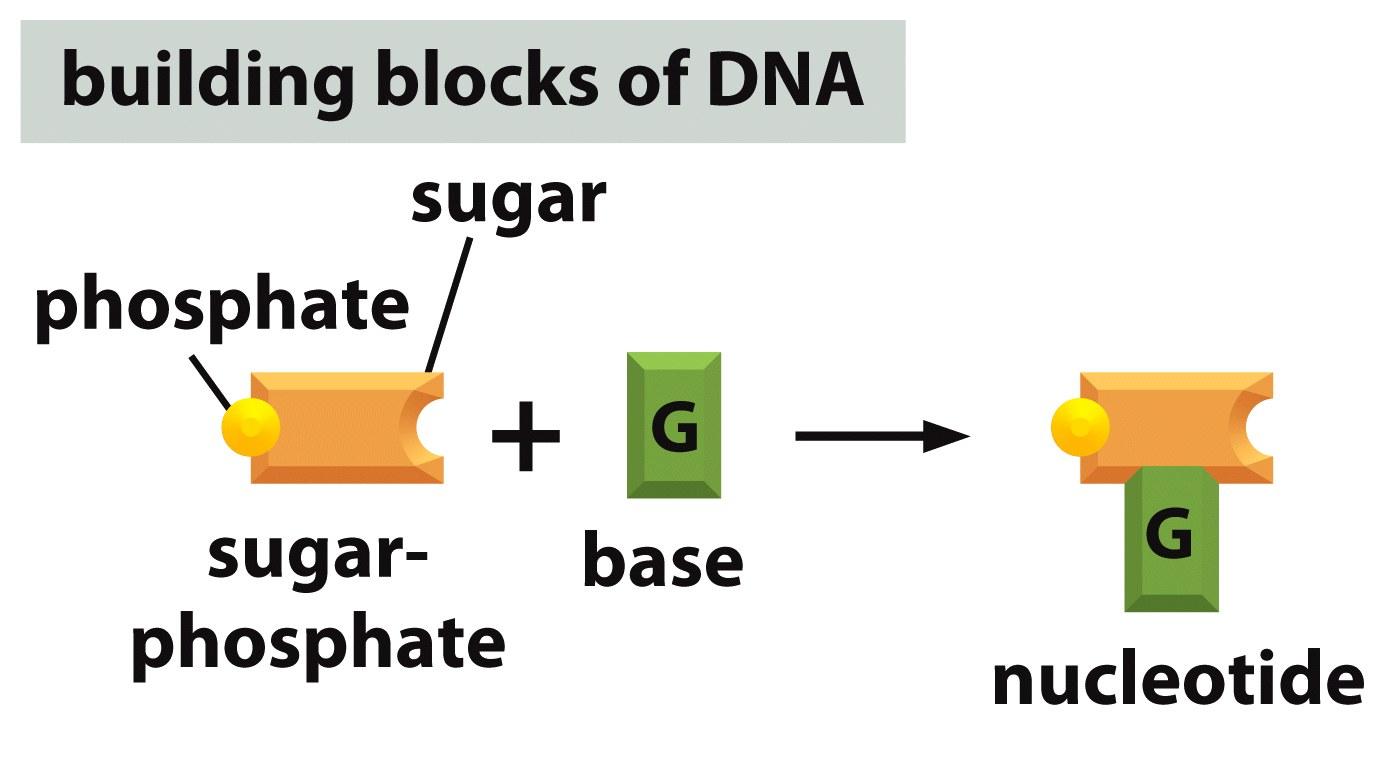 building blocks of DNA
sugar
phosphate
G
sugar-
phosphate
base
G
nucleotide